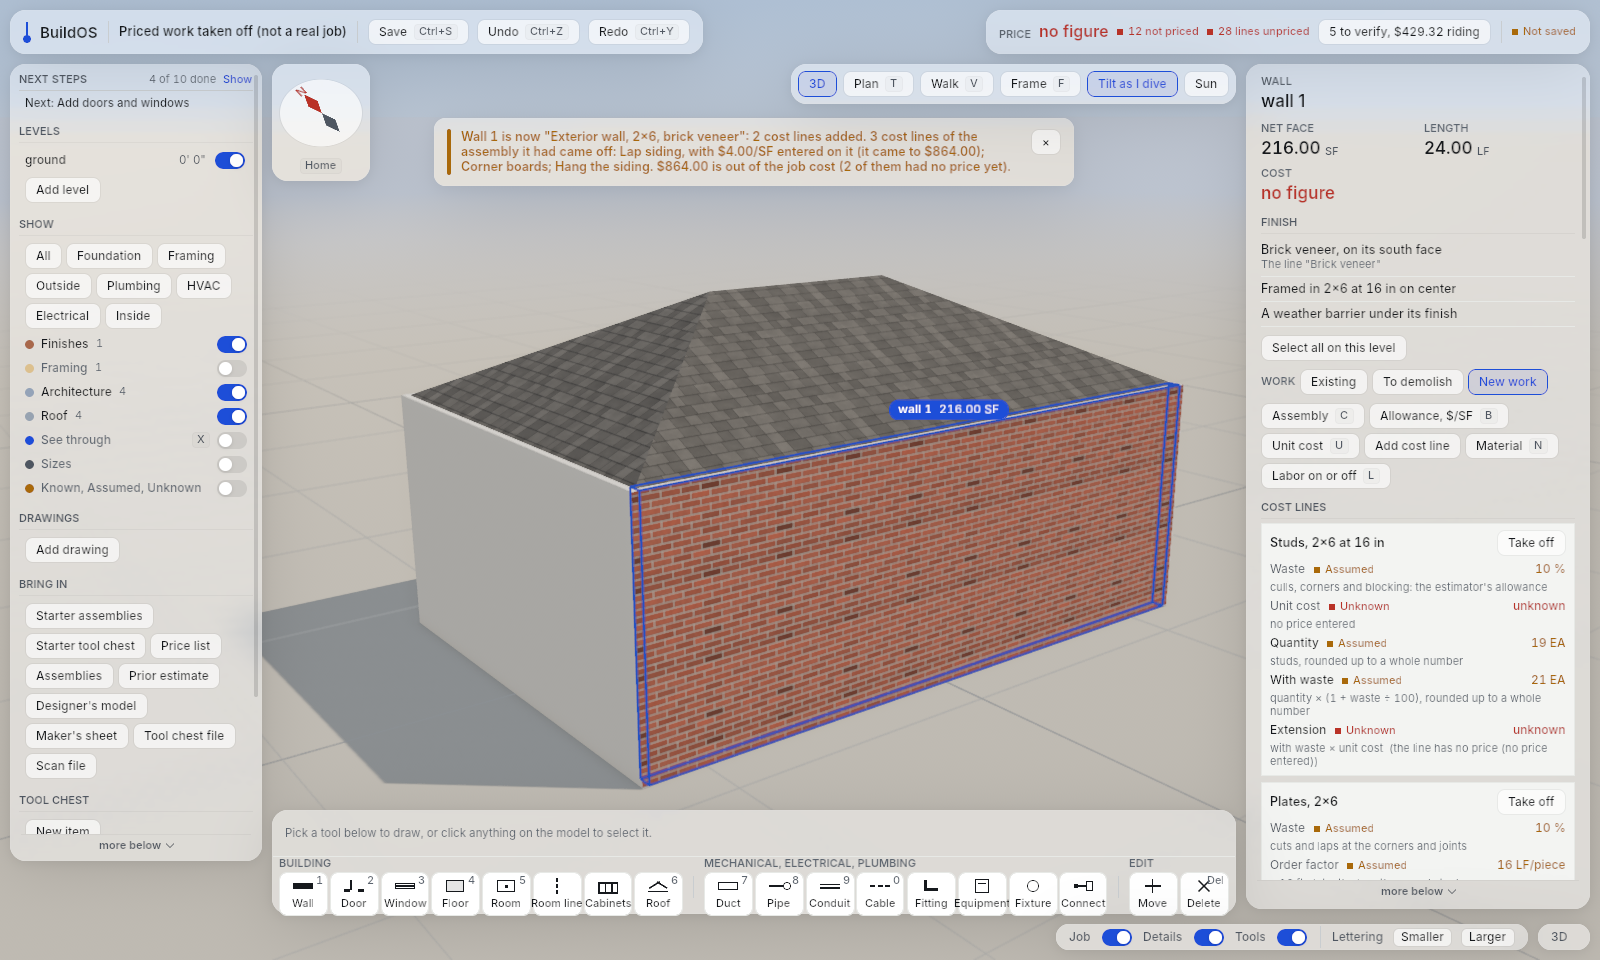 BuildOS
Priced work taken off (not a real job)
Save Ctrl+S
Undo Ctrl+Z
Redo Ctrl+Y
PRICE no figure
12 not priced
28 lines unpriced
5 to verify, $429.32 riding
Not saved
NEXT STEPS 4 of 10 done Show
Next: Add doors and windows
LEVELS
ground 0' 0"
Add level
SHOW
All Foundation Framing
Outside Plumbing HVAC
Electrical Inside
Finishes 1
Framing 1
Architecture 4
Roof 4
See through X
Sizes
Known, Assumed, Unknown
DRAWINGS
Add drawing
BRING IN
Starter assemblies
Starter tool chest Price list
Assemblies Prior estimate
Designer's model
Maker's sheet Tool chest file
Scan file
TOOL CHEST
New item
more below
N
Home
3D Plan T Walk V Frame F Tilt as I dive Sun
Wall 1 is now "Exterior wall, 2×6, brick veneer": 2 cost lines added. 3 cost lines of the
assembly it had came off: Lap siding, with $4.00/SF entered on it (it came to $864.00);
Corner boards; Hang the siding. $864.00 is out of the job cost (2 of them had no price yet).
×
wall 1 216.00 SF
Pick a tool below to draw, or click anything on the model to select it.
BUILDING
Wall 1
Door 2
Window 3
Floor 4
Room 5
Room line
Cabinets
Roof 6
MECHANICAL, ELECTRICAL, PLUMBING
Duct 7
Pipe 8
Conduit 9
Cable 0
Fitting
Equipment
Fixture
Connect
EDIT
Move
Delete Del
WALL
wall 1
NET FACE LENGTH
216.00 SF 24.00 LF
COST
no figure
FINISH
Brick veneer, on its south face
The line "Brick veneer"
Framed in 2×6 at 16 in on center
A weather barrier under its finish
Select all on this level
WORK Existing To demolish New work
Assembly C Allowance, $/SF B
Unit cost U Add cost line Material N
Labor on or off L
COST LINES
Studs, 2×6 at 16 in Take off
Waste Assumed 10 %
culls, corners and blocking: the estimator's allowance
Unit cost Unknown unknown
no price entered
Quantity Assumed 19 EA
studs, rounded up to a whole number
With waste Assumed 21 EA
quantity × (1 + waste ÷ 100), rounded up to a whole
number
Extension Unknown unknown
with waste × unit cost (the line has no price (no price
entered))
Plates, 2×6 Take off
Waste Assumed 10 %
cuts and laps at the corners and joints
Order factor Assumed 16 LF/piece
more below
Job Details Tools Lettering Smaller Larger 3D